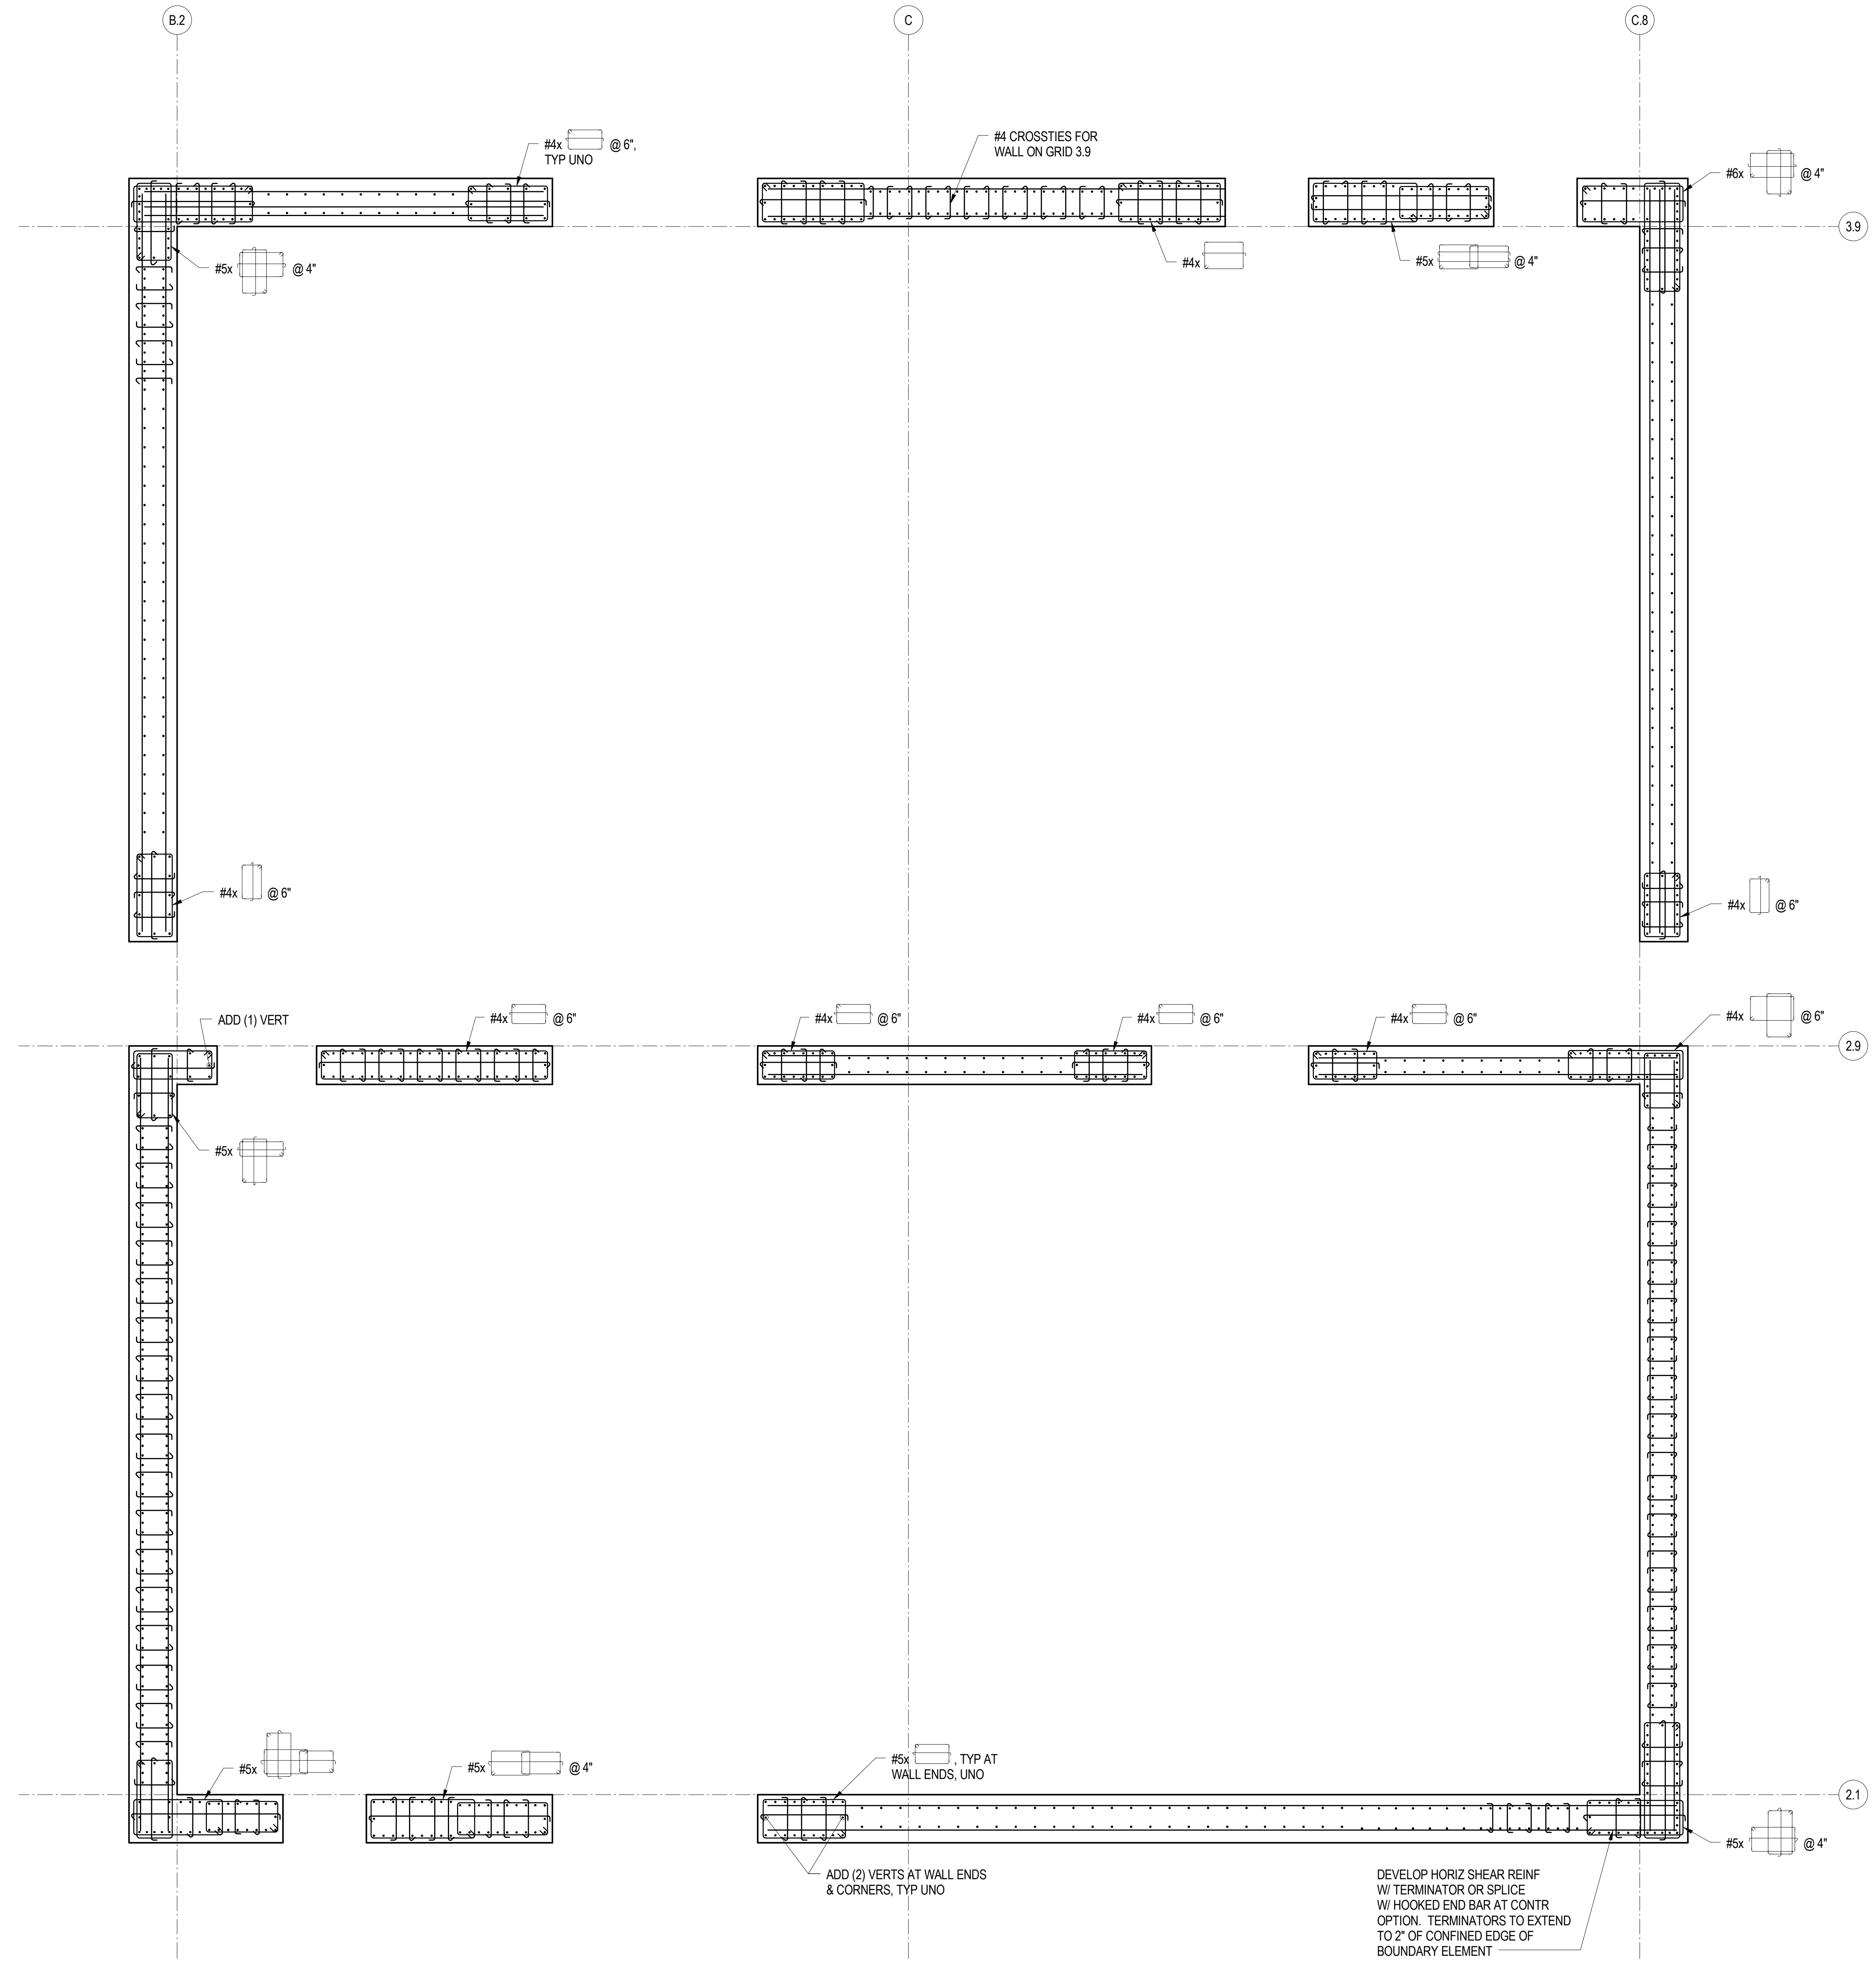 B.2
C
C.8
#4x @ 6",
TYP UNO
#4 CROSSTIES FOR
WALL ON GRID 3.9
#6x @ 4"
3.9
#5x @ 4"
#4x
#5x @ 4"
#4x @ 6"
#4x @ 6"
ADD (1) VERT
#4x @ 6"
#4x @ 6"
#4x @ 6"
#4x @ 6"
#4x @ 6"
2.9
#5x
#5x
#5x @ 4"
#5x , TYP AT
WALL ENDS, UNO
2.1
#5x @ 4"
ADD (2) VERTS AT WALL ENDS
& CORNERS, TYP UNO
DEVELOP HORIZ SHEAR REINF
W/ TERMINATOR OR SPLICE
W/ HOOKED END BAR AT CONTR
OPTION. TERMINATORS TO EXTEND
TO 2" OF CONFINED EDGE OF
BOUNDARY ELEMENT